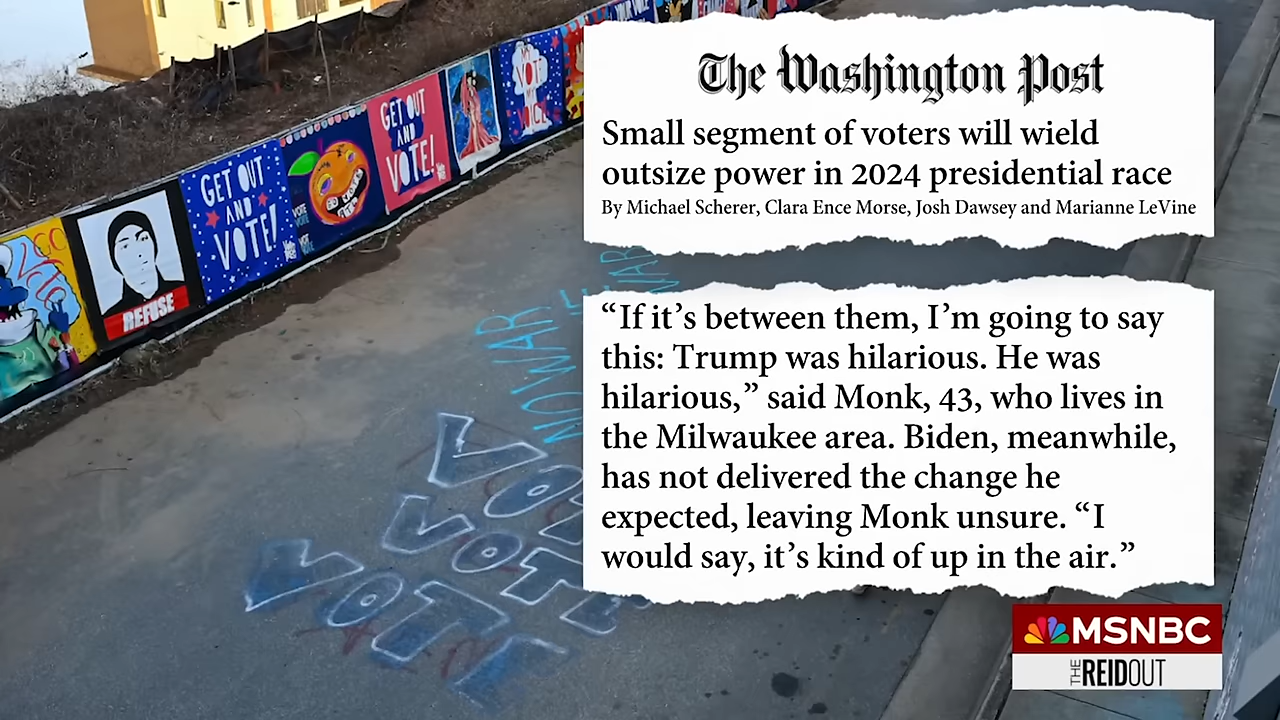 The Washington Post
Small segment of voters will wield
outsize power in 2024 presidential race
By Michael Scherer, Clara Ence Morse, Josh Dawsey and Marianne LeVine
“If it’s between them, I’m going to say
this: Trump was hilarious. He was
hilarious,” said Monk, 43, who lives in
the Milwaukee area. Biden, meanwhile,
has not delivered the change he
expected, leaving Monk unsure. “I
would say, it’s kind of up in the air.”
MSNBC
THE REIDOUT
REFUSE
GET OUT
AND
VOTE!
GET OUT
AND
VOTE!
VOTE
NO WAR
VOTE
VOTE